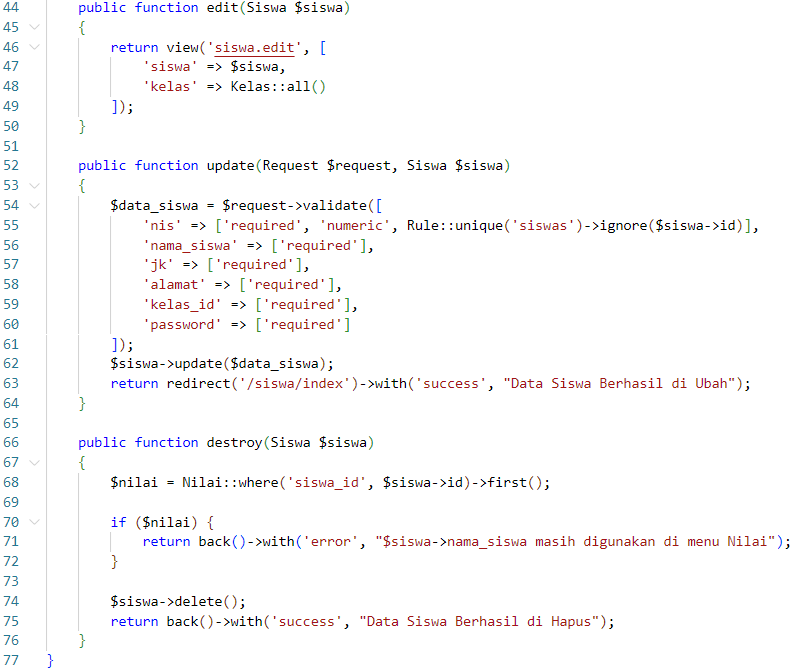 44 public function edit(Siswa $siswa)
45 {
46 return view('siswa.edit', [
47 'siswa' => $siswa,
48 'kelas' => Kelas::all()
49 ]);
50 }
51
52 public function update(Request $request, Siswa $siswa)
53 {
54 $data_siswa = $request->validate([
55 'nis' => ['required', 'numeric', Rule::unique('siswas')->ignore($siswa->id)],
56 'nama_siswa' => ['required'],
57 'jk' => ['required'],
58 'alamat' => ['required'],
59 'kelas_id' => ['required'],
60 'password' => ['required']
61 ]);
62 $siswa->update($data_siswa);
63 return redirect('/siswa/index')->with('success', "Data Siswa Berhasil di Ubah");
64 }
65
66 public function destroy(Siswa $siswa)
67 {
68 $nilai = Nilai::where('siswa_id', $siswa->id)->first();
69
70 if ($nilai) {
71 return back()->with('error', "$siswa->nama_siswa masih digunakan di menu Nilai");
72 }
73
74 $siswa->delete();
75 return back()->with('success', "Data Siswa Berhasil di Hapus");
76 }
77 }